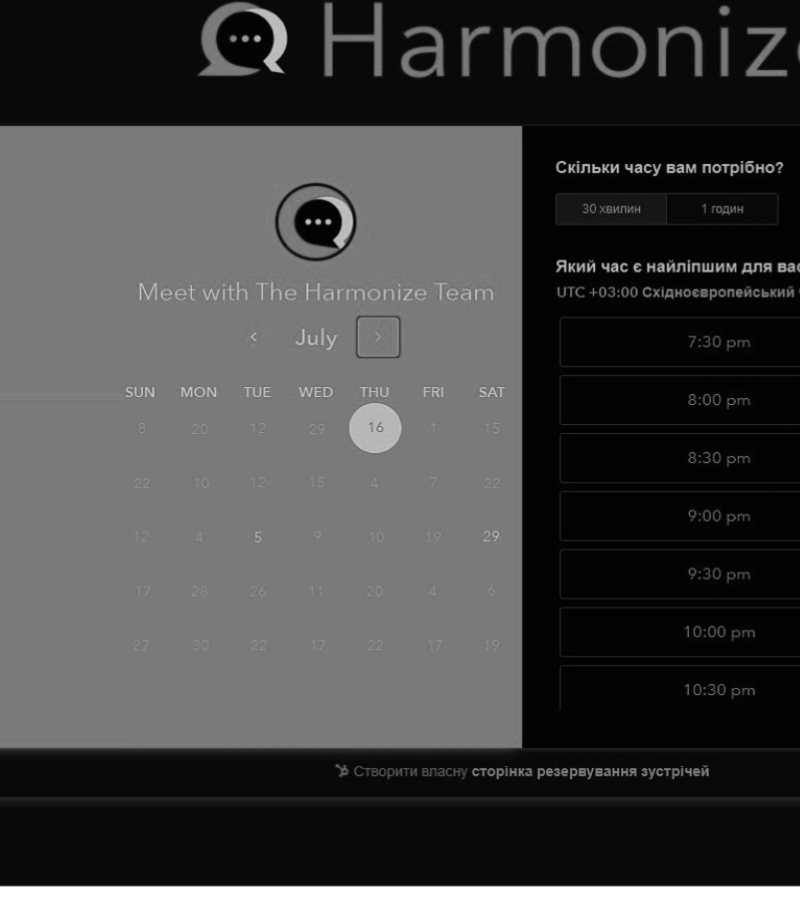 Harmoniz
Meet with The Harmonize Team
July
SUN MON TUE WED THU FRI SAT
8 20 12 29 16 1 15
22 10 12 15 4 7 22
12 4 5 9 10 19 29
17 28 26 11 20 4 6
27 30 22 17 22 17 19
Скільки часу вам потрібно?
30 хвилин 1 годин
Який час є найліпшим для вас
UTC +03:00 Східноєвропейський
7:30 pm
8:00 pm
8:30 pm
9:00 pm
9:30 pm
10:00 pm
10:30 pm
Створити власну сторінка резервування зустрічей